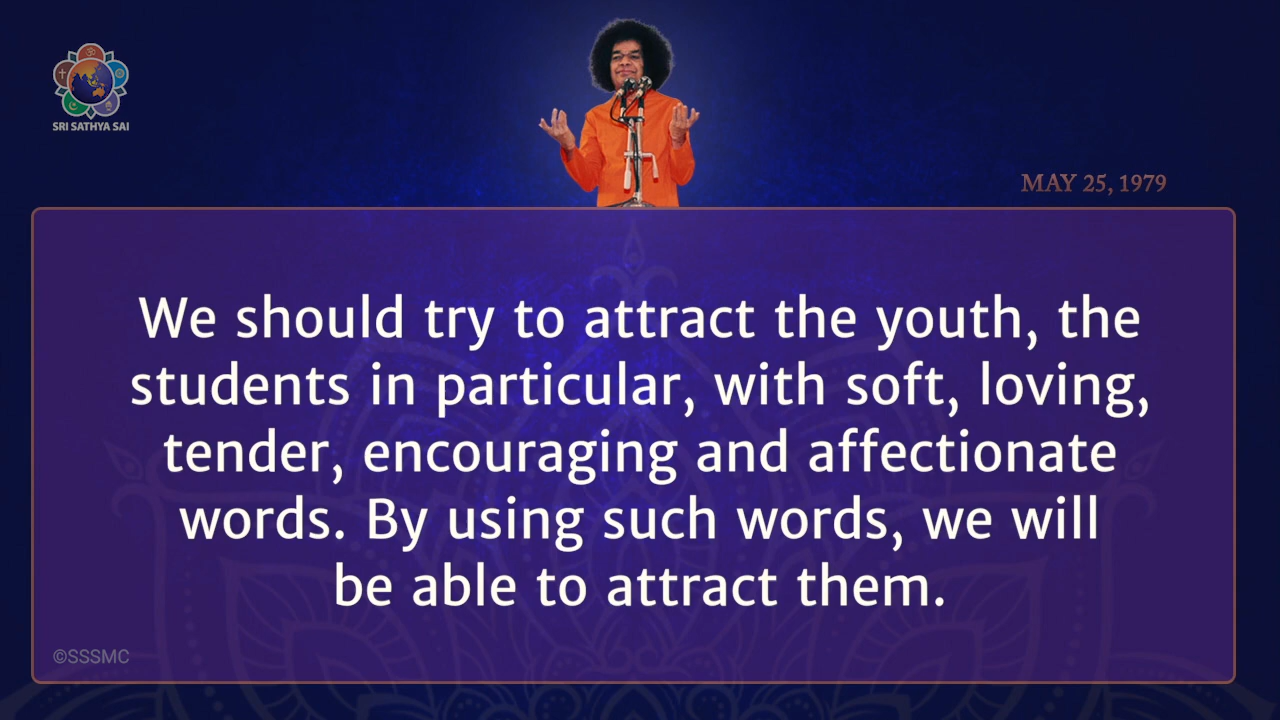 SRI SATHYA SAI
MAY 25, 1979
We should try to attract the youth, the
students in particular, with soft, loving,
tender, encouraging and affectionate
words. By using such words, we will
be able to attract them.
©SSSMC